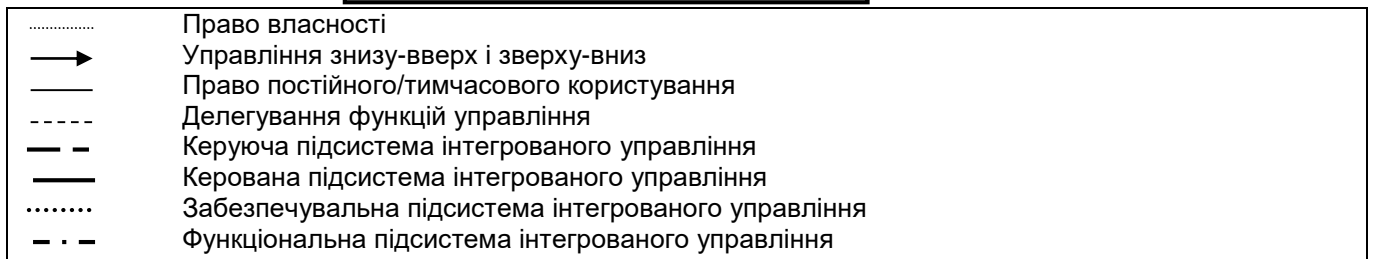 Право власності
Управління знизу-вверх і зверху-вниз
Право постійного/тимчасового користування
Делегування функцій управління
Керуюча підсистема інтегрованого управління
Керована підсистема інтегрованого управління
Забезпечувальна підсистема інтегрованого управління
Функціональна підсистема інтегрованого управління